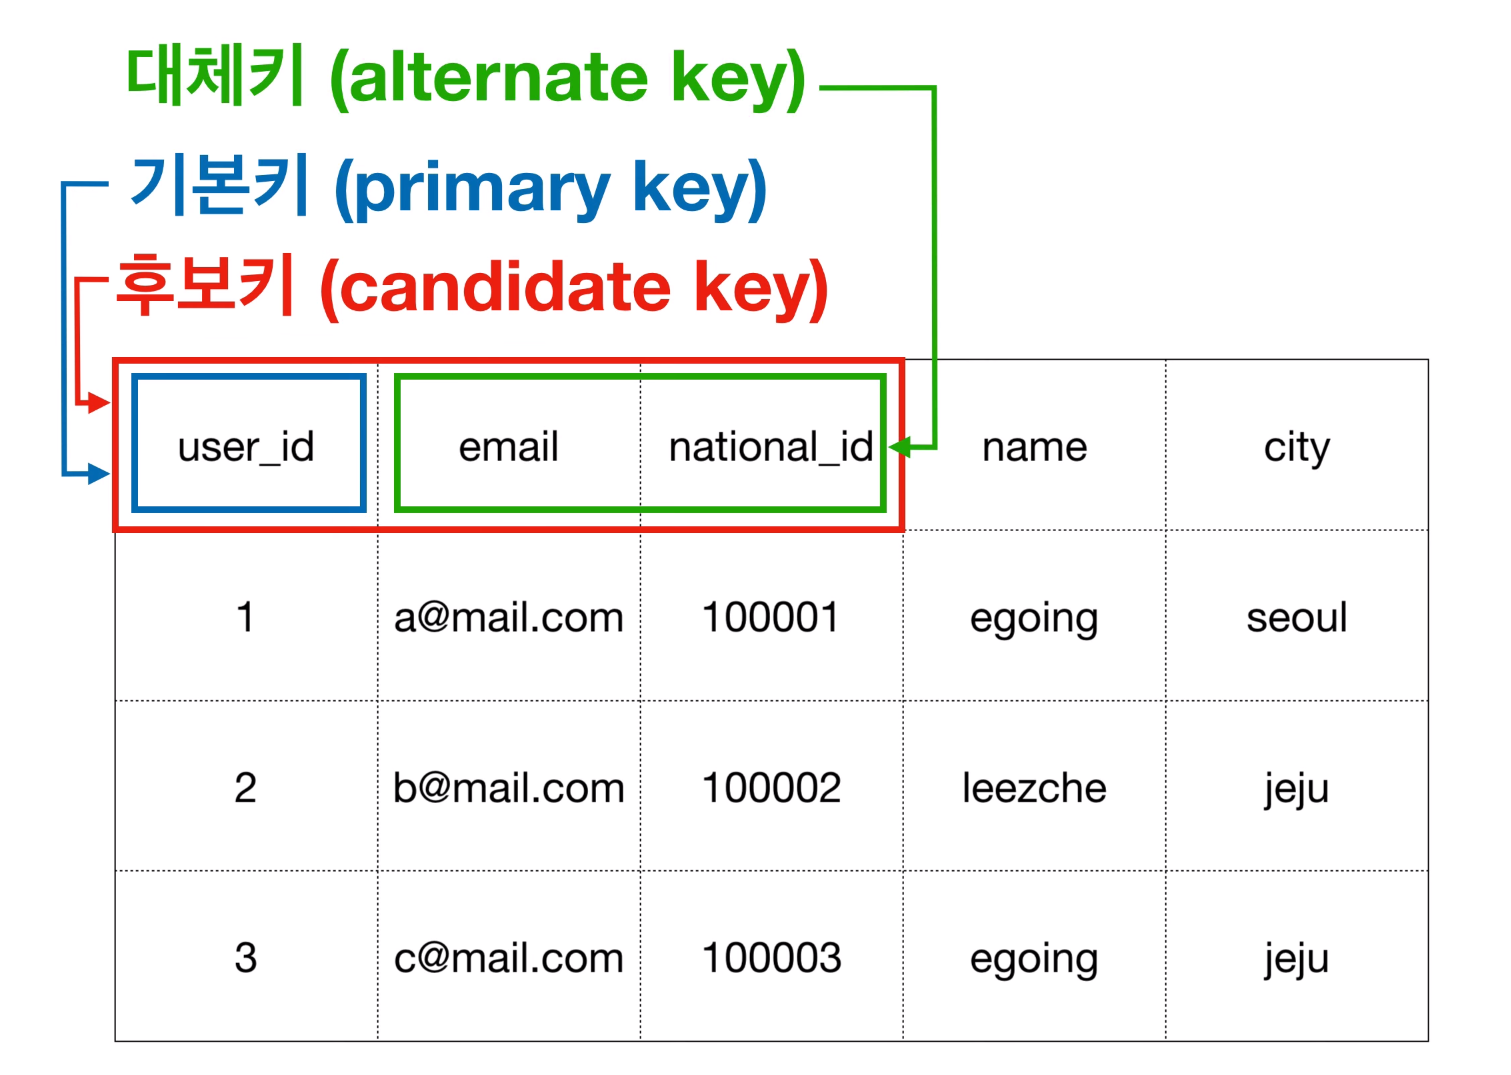 대체키 (alternate key)
기본키 (primary key)
후보키 (candidate key)
user_id email national_id name city
1 a@mail.com 100001 egoing seoul
2 b@mail.com 100002 leezche jeju
3 c@mail.com 100003 egoing jeju